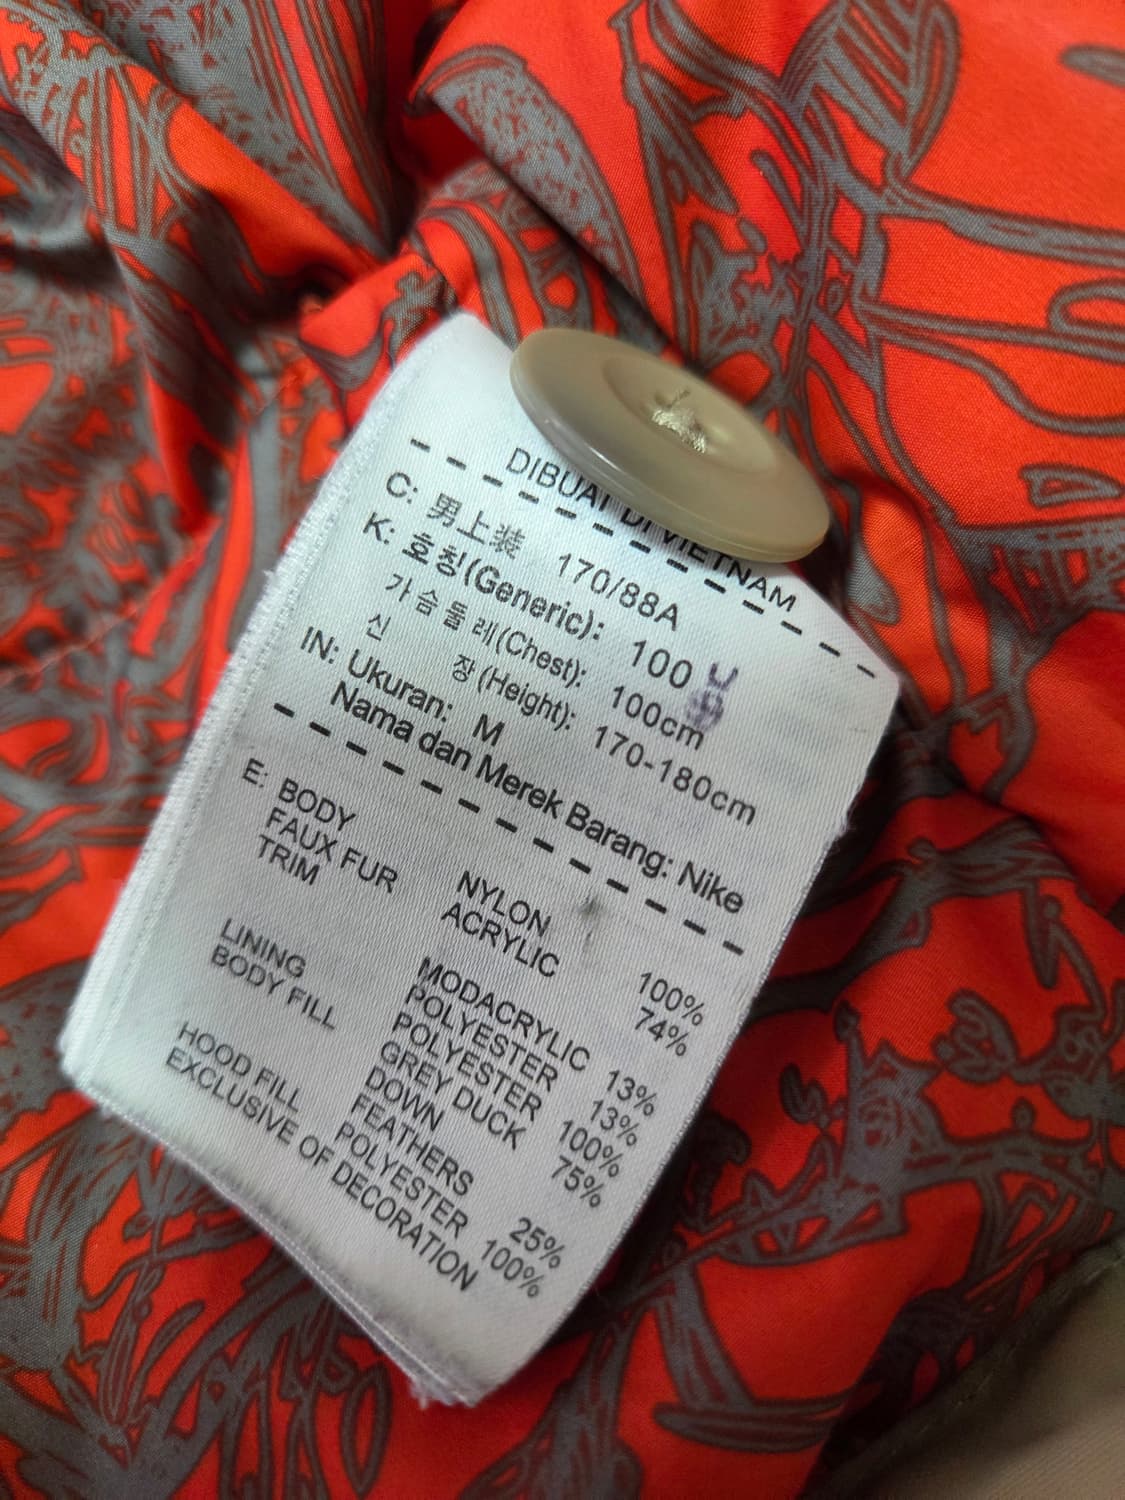 DIBUAT DI VIETNAM
C: 男上装 170/88A
K: 호칭(Generic): 100
가슴둘레(Chest): 100cm
신 장(Height): 170-180cm
IN: Ukuran: M
Nama dan Merek Barang: Nike
E: BODY NYLON 100%
FAUX FUR ACRYLIC 74%
TRIM
MODACRYLIC 13%
POLYESTER 13%
LINING POLYESTER 100%
BODY FILL GREY DUCK 75%
DOWN
FEATHERS 25%
HOOD FILL POLYESTER 100%
EXCLUSIVE OF DECORATION